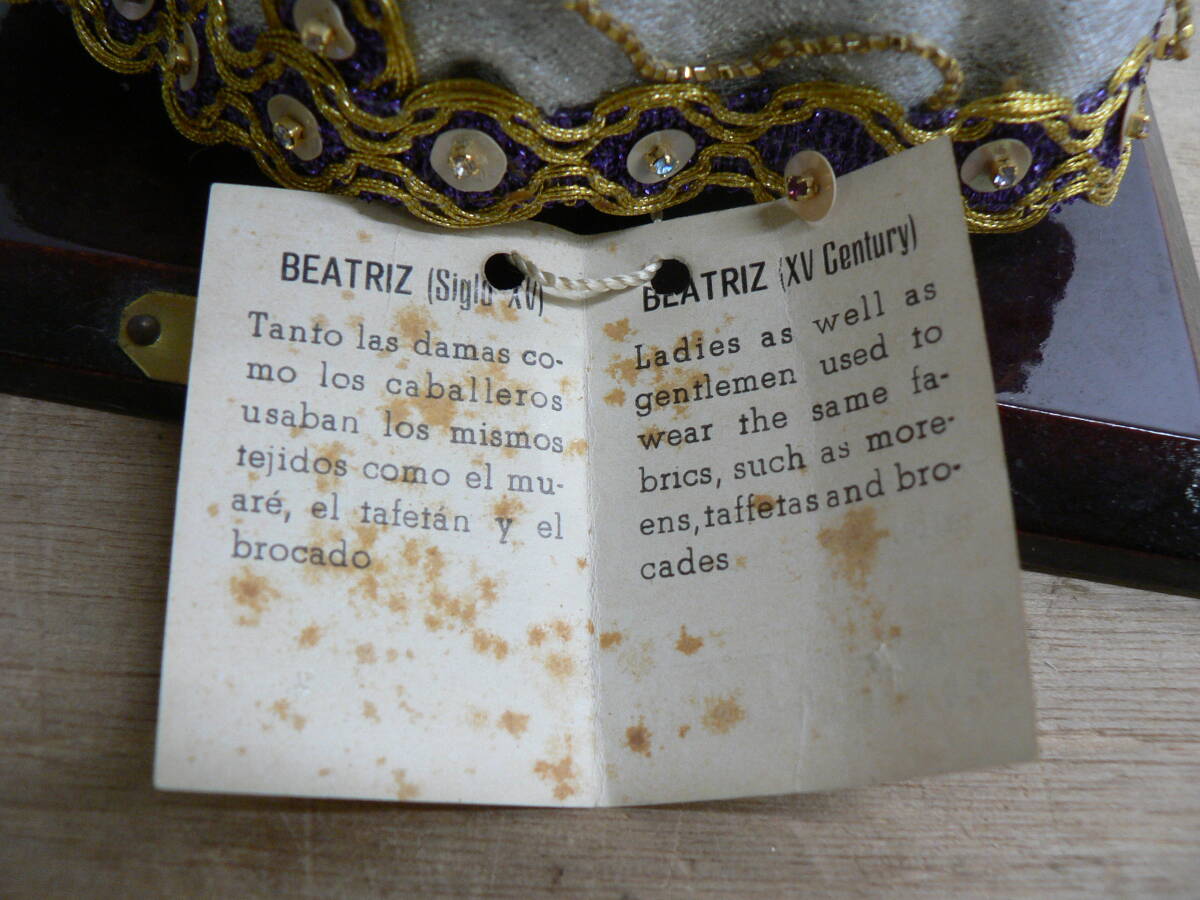 BEATRIZ (Siglo XV)
Tanto las damas co-
mo los caballeros
usaban los mismos
tejidos como el mu-
aré, el tafetán y el
brocado
BEATRIZ (XV Century)
Ladies as well as
gentlemen used to
wear the same fa-
brics, such as more-
ens, taffetas and bro-
cades